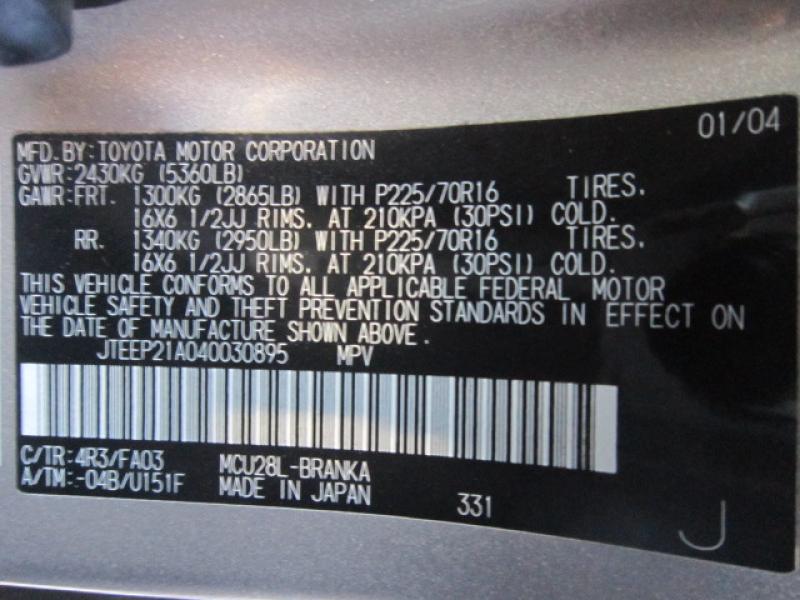 01/04
MFD. BY: TOYOTA MOTOR CORPORATION
GVWR: 2430KG (5360LB)
GAWR: FRT. 1300KG (2865LB) WITH P225/70R16 TIRES.
16X6 1/2JJ RIMS. AT 210KPA (30PSI) COLD.
RR. 1340KG (2950LB) WITH P225/70R16 TIRES.
16X6 1/2JJ RIMS. AT 210KPA (30PSI) COLD.
THIS VEHICLE CONFORMS TO ALL APPLICABLE FEDERAL MOTOR
VEHICLE SAFETY AND THEFT PREVENTION STANDARDS IN EFFECT ON
THE DATE OF MANUFACTURE SHOWN ABOVE.
JTEEP21A040030895 MPV
C/TR: 4R3/FA03 MCU28L-BRANKA
A/TM: -04B/U151F MADE IN JAPAN
331
J